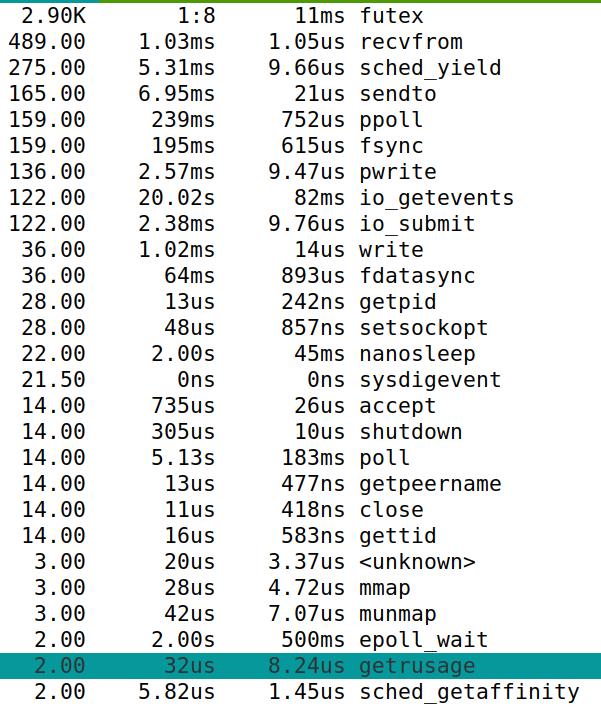 2.90K 1:8 11ms futex
489.00 1.03ms 1.05us recvfrom
275.00 5.31ms 9.66us sched_yield
165.00 6.95ms 21us sendto
159.00 239ms 752us ppoll
159.00 195ms 615us fsync
136.00 2.57ms 9.47us pwrite
122.00 20.02s 82ms io_getevents
122.00 2.38ms 9.76us io_submit
36.00 1.02ms 14us write
36.00 64ms 893us fdatasync
28.00 13us 242ns getpid
28.00 48us 857ns setsockopt
22.00 2.00s 45ms nanosleep
21.50 0ns 0ns sysdigevent
14.00 735us 26us accept
14.00 305us 10us shutdown
14.00 5.13s 183ms poll
14.00 13us 477ns getpeername
14.00 11us 418ns close
14.00 16us 583ns gettid
3.00 20us 3.37us <unknown>
3.00 28us 4.72us mmap
3.00 42us 7.07us munmap
2.00 2.00s 500ms epoll_wait
2.00 32us 8.24us getrusage
2.00 5.82us 1.45us sched_getaffinity